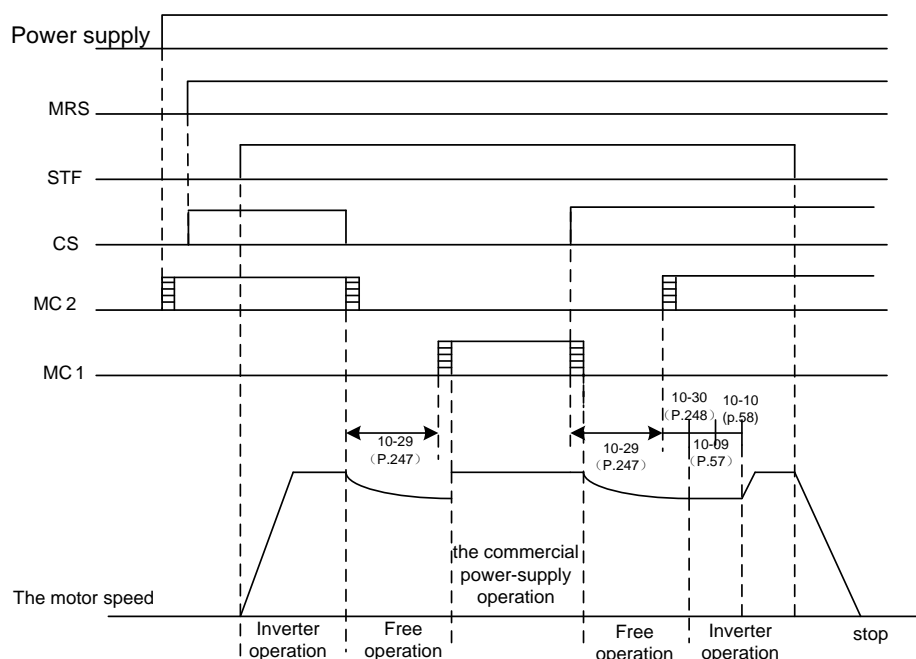 Power supply
MRS
STF
CS
MC 2
MC 1
10-29
（P.247）
10-29
（P.247）
10-30
（P.248）
10-09
（P.57）
10-10
(p.58)
the commercial
power-supply
operation
The motor speed
Inverter
operation
Free
operation
Free
operation
Inverter
operation
stop